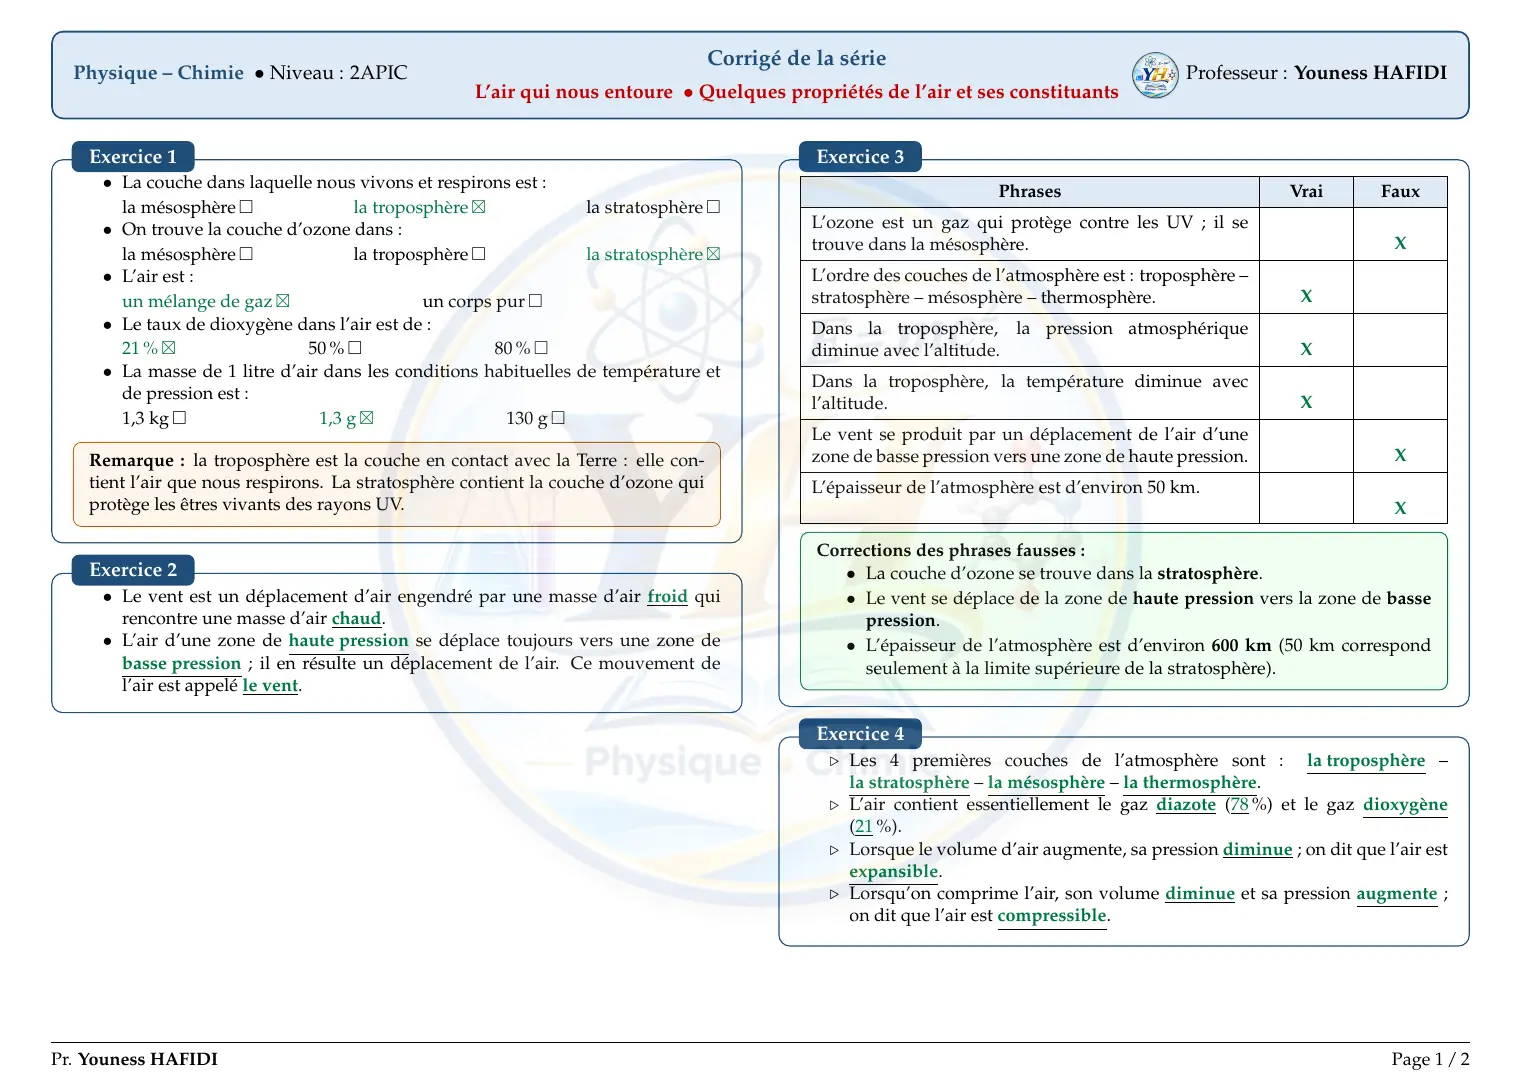 Physique – Chimie • Niveau : 2APIC
Corrigé de la série
L'air qui nous entoure • Quelques propriétés de l'air et ses constituants
Professeur : Youness HAFIDI
Exercice 1
• La couche dans laquelle nous vivons et respirons est :
la mésosphère ☐ la troposphère ☒ la stratosphère ☐
• On trouve la couche d'ozone dans :
la mésosphère ☐ la troposphère ☐ la stratosphère ☒
• L'air est :
un mélange de gaz ☒ un corps pur ☐
• Le taux de dioxygène dans l'air est de :
21 % ☒ 50 % ☐ 80 % ☐
• La masse de 1 litre d'air dans les conditions habituelles de température et
de pression est :
1,3 kg ☐ 1,3 g ☒ 130 g ☐
Remarque : la troposphère est la couche en contact avec la Terre : elle con-
tient l'air que nous respirons. La stratosphère contient la couche d'ozone qui
protège les êtres vivants des rayons UV.
Exercice 2
• Le vent est un déplacement d'air engendré par une masse d'air froid qui
rencontre une masse d'air chaud.
• L'air d'une zone de haute pression se déplace toujours vers une zone de
basse pression ; il en résulte un déplacement de l'air. Ce mouvement de
l'air est appelé le vent.
Exercice 3
Phrases Vrai Faux
L'ozone est un gaz qui protège contre les UV ; il se
trouve dans la mésosphère. X
L'ordre des couches de l'atmosphère est : troposphère –
stratosphère – mésosphère – thermosphère. X
Dans la troposphère, la pression atmosphérique
diminue avec l'altitude. X
Dans la troposphère, la température diminue avec
l'altitude. X
Le vent se produit par un déplacement de l'air d'une
zone de basse pression vers une zone de haute pression. X
L'épaisseur de l'atmosphère est d'environ 50 km.
X
Corrections des phrases fausses :
• La couche d'ozone se trouve dans la stratosphère.
• Le vent se déplace de la zone de haute pression vers la zone de basse
pression.
• L'épaisseur de l'atmosphère est d'environ 600 km (50 km correspond
seulement à la limite supérieure de la stratosphère).
Exercice 4
▷ Les 4 premières couches de l'atmosphère sont : la troposphère –
la stratosphère – la mésosphère – la thermosphère.
▷ L'air contient essentiellement le gaz diazote (78 %) et le gaz dioxygène
(21 %).
▷ Lorsque le volume d'air augmente, sa pression diminue ; on dit que l'air est
expansible.
▷ Lorsqu'on comprime l'air, son volume diminue et sa pression augmente ;
on dit que l'air est compressible.
Physique • Chimie
Pr. Youness HAFIDI
Page 1 / 2